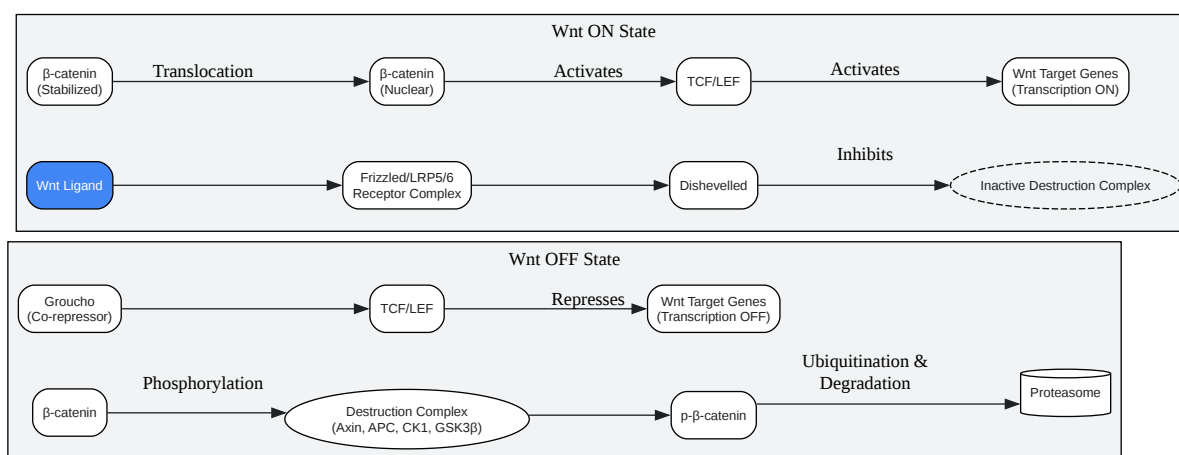 Wnt ON State
β-catenin
(Stabilized)
Translocation
β-catenin
(Nuclear)
Activates
TCF/LEF
Activates
Wnt Target Genes
(Transcription ON)
Wnt Ligand
Frizzled/LRP5/6
Receptor Complex
Dishevelled
Inhibits
Inactive Destruction Complex
Wnt OFF State
Groucho
(Co-repressor)
TCF/LEF
Represses
Wnt Target Genes
(Transcription OFF)
β-catenin
Phosphorylation
Destruction Complex
(Axin, APC, CK1, GSK3β)
p-β-catenin
Ubiquitination &
Degradation
Proteasome